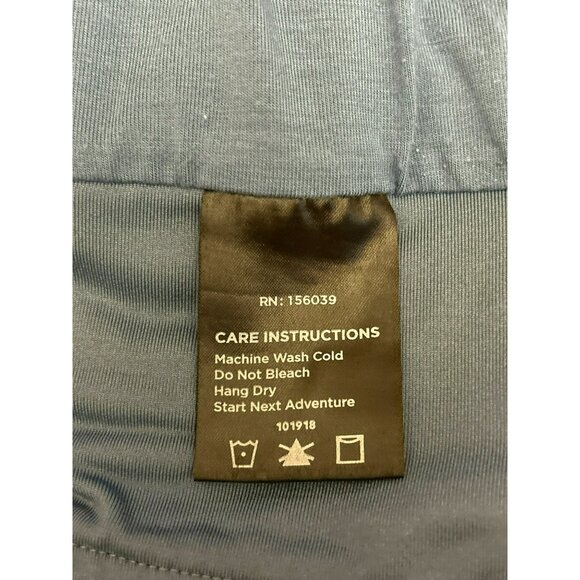 RN: 156039
CARE INSTRUCTIONS
Machine Wash Cold
Do Not Bleach
Hang Dry
Start Next Adventure
101918